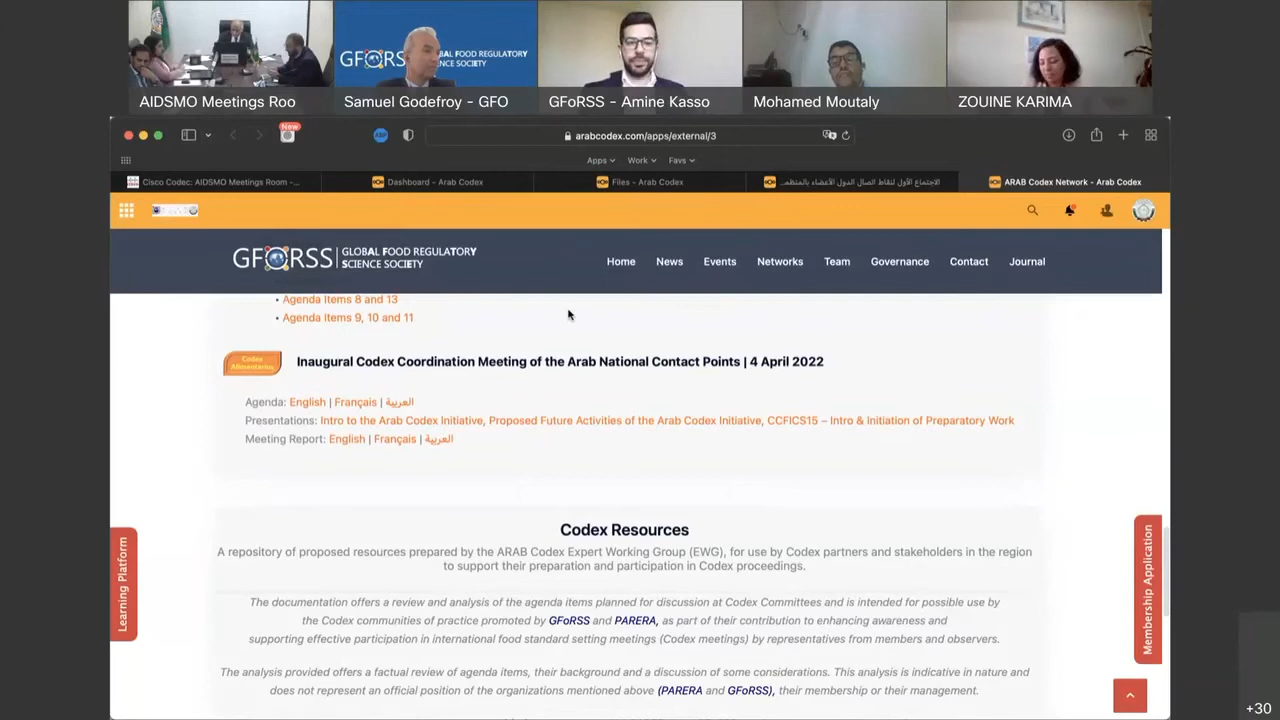 GFORSS GLOBAL FOOD REGULATORY
SCIENCE SOCIETY
AIDSMO Meetings Roo
Samuel Godefroy - GFO
GFoRSS - Amine Kasso
Mohamed Moutaly
ZOUINE KARIMA
New
ABP
arabcodex.com/apps/external/3
Apps
Work
Favs
Cisco Codec: AIDSMO Meetings Room -...
Dashboard - Arab Codex
Files - Arab Codex
الاجتماع الأول لنقاط اتصال الدول الأعضاء بالمنظم...
ARAB Codex Network - Arab Codex
GFORSS | GLOBAL FOOD REGULATORY
SCIENCE SOCIETY
Home News Events Networks Team Governance Contact Journal
• Agenda Items 8 and 13
• Agenda Items 9, 10 and 11
Codex
Alimentarius
Inaugural Codex Coordination Meeting of the Arab National Contact Points | 4 April 2022
Agenda: English | Français | العربية
Presentations: Intro to the Arab Codex Initiative, Proposed Future Activities of the Arab Codex Initiative, CCFICS15 – Intro & Initiation of Preparatory Work
Meeting Report: English | Français | العربية
Codex Resources
A repository of proposed resources prepared by the ARAB Codex Expert Working Group (EWG), for use by Codex partners and stakeholders in the region
to support their preparation and participation in Codex proceedings.
The documentation offers a review and analysis of the agenda items planned for discussion at Codex Committees and is intended for possible use by
the Codex communities of practice promoted by GFoRSS and PARERA, as part of their contribution to enhancing awareness and
supporting effective participation in international food standard setting meetings (Codex meetings) by representatives from members and observers.
The analysis provided offers a factual review of agenda items, their background and a discussion of some considerations. This analysis is indicative in nature and
does not represent an official position of the organizations mentioned above (PARERA and GFoRSS), their membership or their management.
Learning Platform
Membership Application
+30